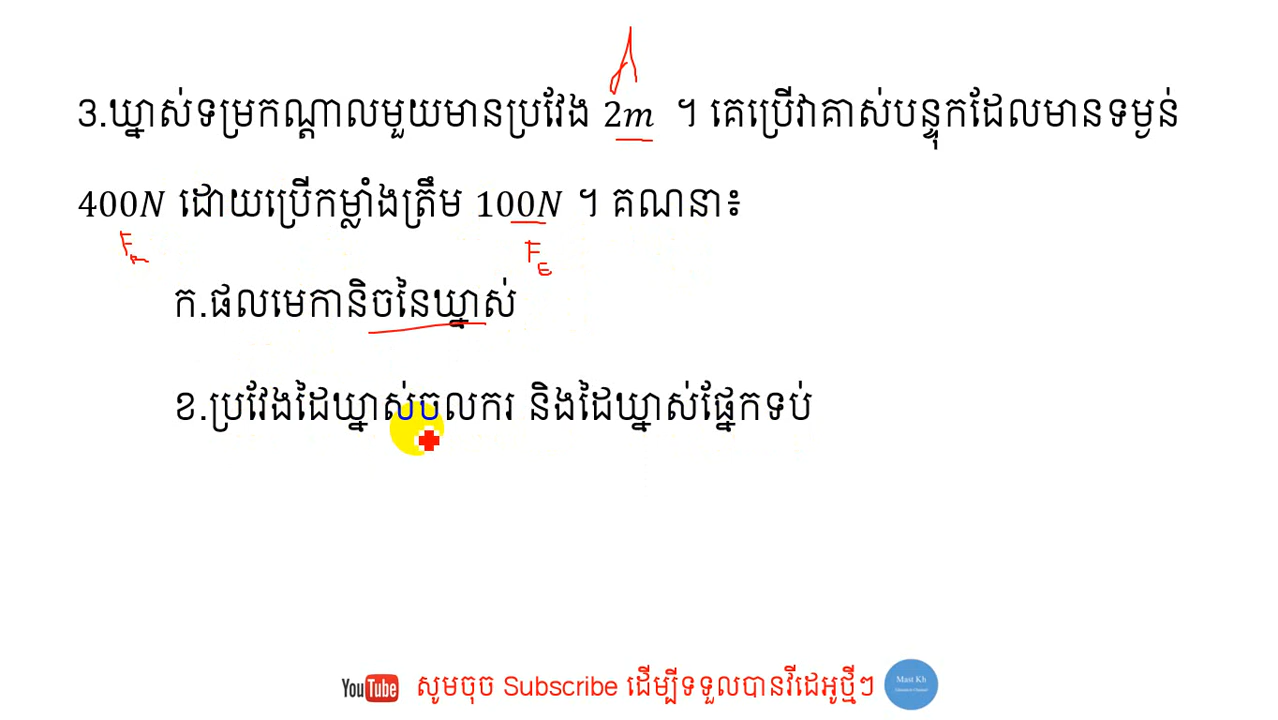 3.ឃ្នាស់ទម្រកណ្ដាលមួយមានប្រវែង 2m ។ គេប្រើវាគាស់បន្ទុកដែលមានទម្ងន់
400N ដោយប្រើកម្លាំងត្រឹម 100N ។ គណនា៖
F_R F_E
ក.ផលមេកានិចនៃឃ្នាស់
ខ.ប្រវែងដៃឃ្នាស់ចលករ និងដៃឃ្នាស់ផ្នែកទប់
YouTube សូមចុច Subscribe ដើម្បីទទួលបានវីដេអូថ្មីៗ Mast Kh